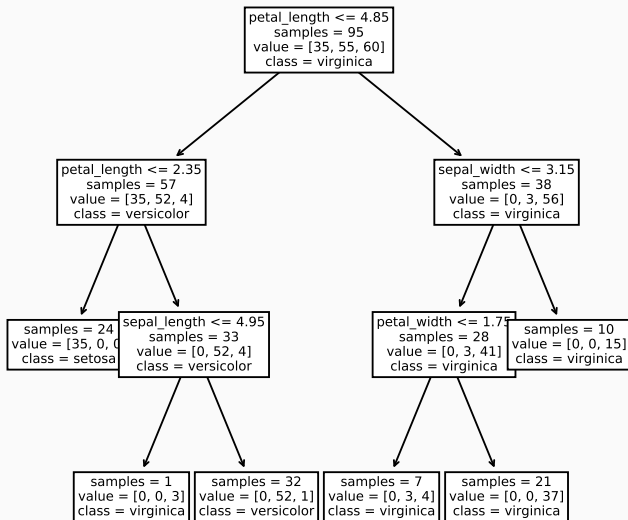 petal_length <= 4.85
samples = 95
value = [35, 55, 60]
class = virginica
petal_length <= 2.35
samples = 57
value = [35, 52, 4]
class = versicolor
sepal_width <= 3.15
samples = 38
value = [0, 3, 56]
class = virginica
samples = 24
value = [35, 0,
class = setosa
sepal_length <= 4.95
samples = 33
value = [0, 52, 4]
class = versicolor
petal_width <= 1.75
samples = 28
value = [0, 3, 41]
class = virginica
samples = 10
value = [0, 0, 15]
class = virginica
samples = 1
value = [0, 0, 3]
class = virginica
samples = 32
value = [0, 52, 1]
class = versicolor
samples = 7
value = [0, 3, 4]
class = virginica
samples = 21
value = [0, 0, 37]
class = virginica